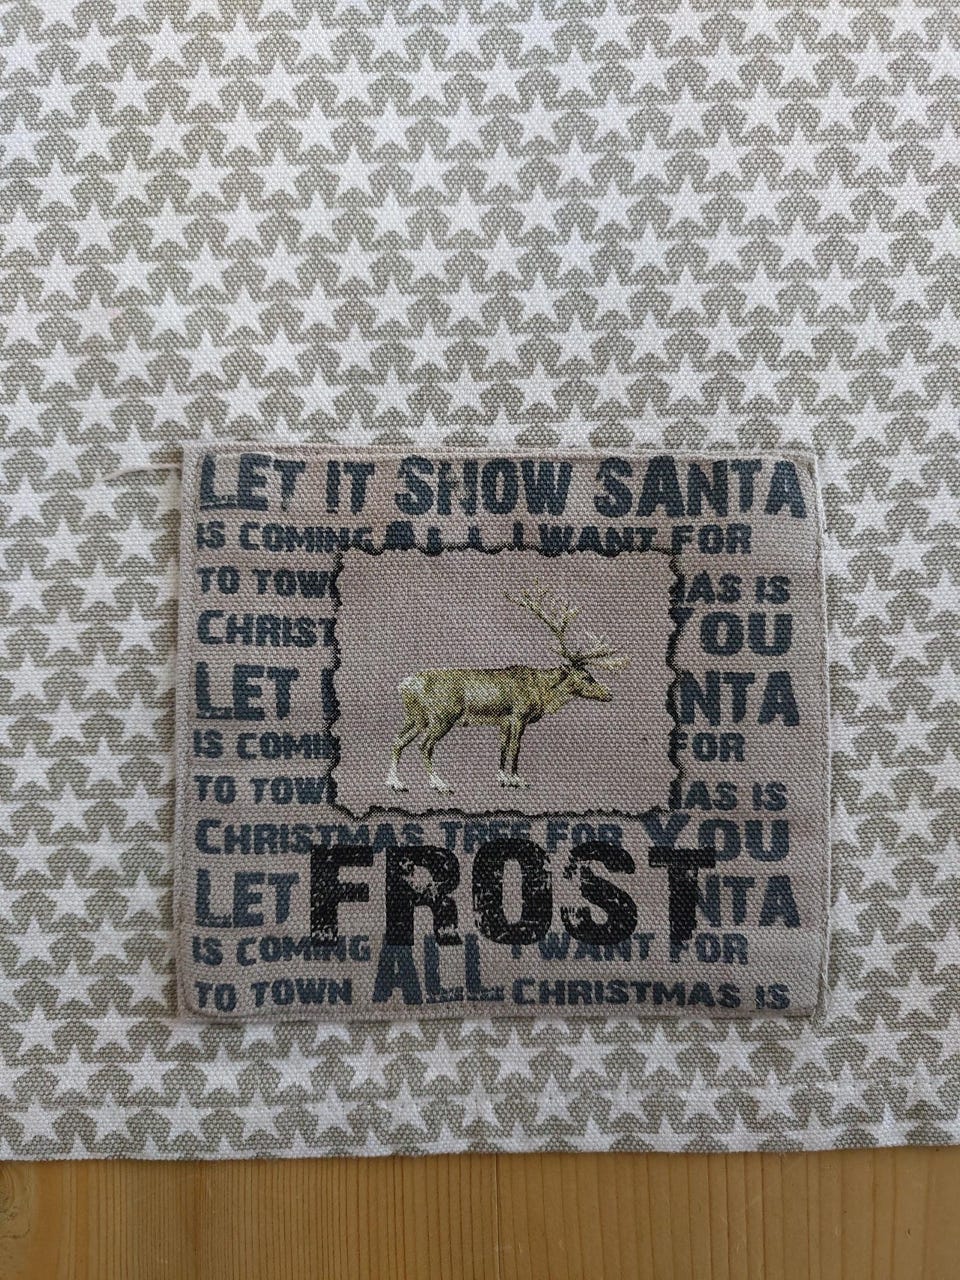 LET IT SNOW SANTA
IS COMING ALL I WANT FOR
TO TOWN MAS IS
CHRIST YOU
LET NTA
IS COMIN FOR
TO TOW MAS IS
CHRISTMAS TREE FOR YOU
FROST
LET NTA
IS COMING I WANT FOR
TO TOWN ALL CHRISTMAS IS